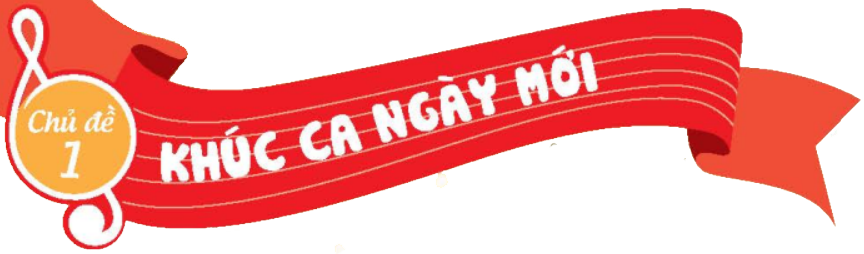 Chủ đề
1
KHÚC CA NGÀY MỚI